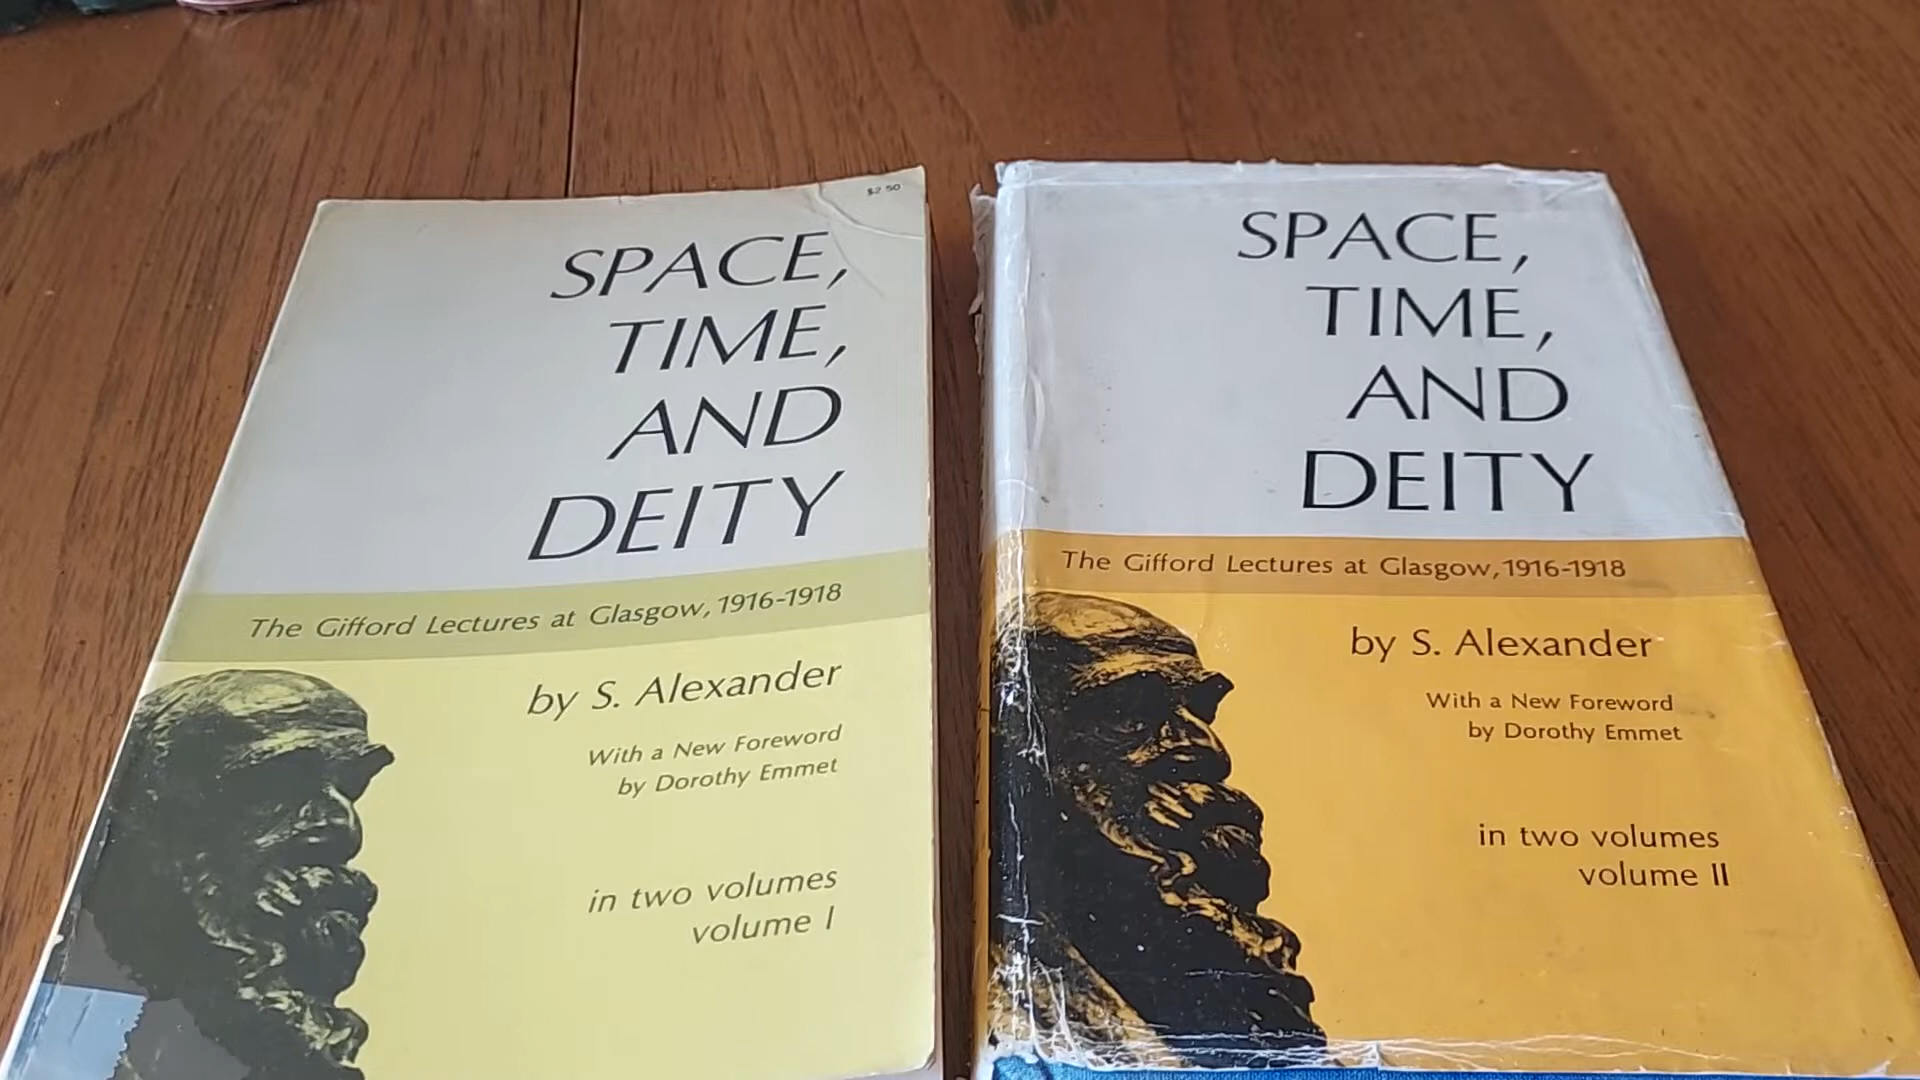 $2.50
SPACE,
TIME,
AND
DEITY
The Gifford Lectures at Glasgow, 1916-1918
by S. Alexander
With a New Foreword
by Dorothy Emmet
in two volumes
volume I
SPACE,
TIME,
AND
DEITY
The Gifford Lectures at Glasgow, 1916-1918
by S. Alexander
With a New Foreword
by Dorothy Emmet
in two volumes
volume II